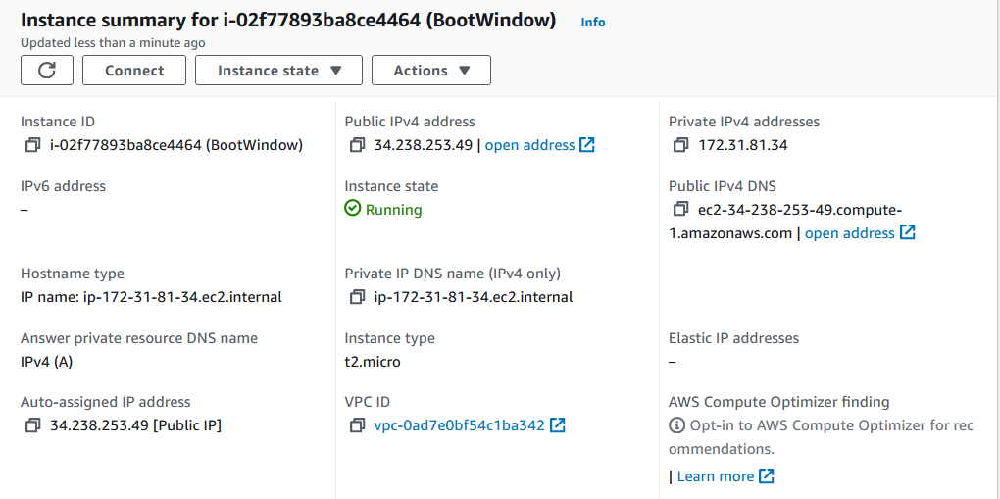 Instance summary for i-02f77893ba8ce4464 (BootWindow) Info
Updated less than a minute ago
Connect Instance state Actions
Instance ID
i-02f77893ba8ce4464 (BootWindow)
Public IPv4 address
34.238.253.49 | open address
Private IPv4 addresses
172.31.81.34
IPv6 address
–
Instance state
Running
Public IPv4 DNS
ec2-34-238-253-49.compute-
1.amazonaws.com | open address
Hostname type
IP name: ip-172-31-81-34.ec2.internal
Private IP DNS name (IPv4 only)
ip-172-31-81-34.ec2.internal
Answer private resource DNS name
IPv4 (A)
Instance type
t2.micro
Elastic IP addresses
–
Auto-assigned IP address
34.238.253.49 [Public IP]
VPC ID
vpc-0ad7e0bf54c1ba342
AWS Compute Optimizer finding
Opt-in to AWS Compute Optimizer for rec
ommendations.
| Learn more